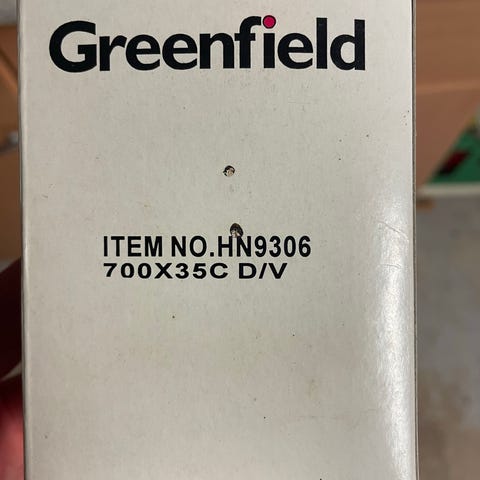 Greenfield
ITEM NO.HN9306
700X35C D/V